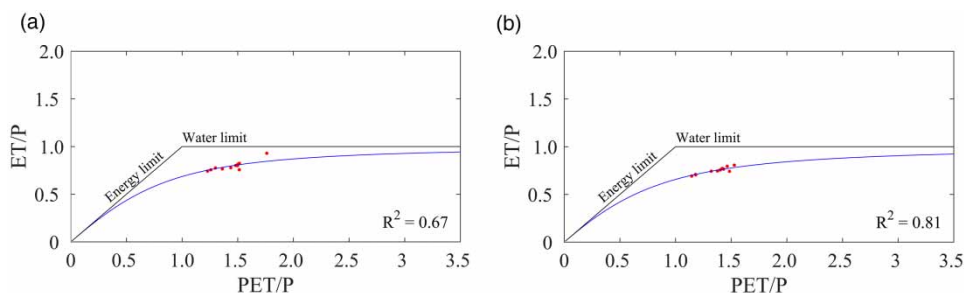 (a)
2.0
1.5
1.0
0.5
0
ET/P
Water limit
Energy limit
R² = 0.67
0 0.5 1.0 1.5 2.0 2.5 3 3.5
PET/P
(b)
2.0
1.5
1.0
0.5
0
ET/P
Water limit
Energy limit
R² = 0.81
0 0.5 1.0 1.5 2.0 2.5 3 3.5
PET/P